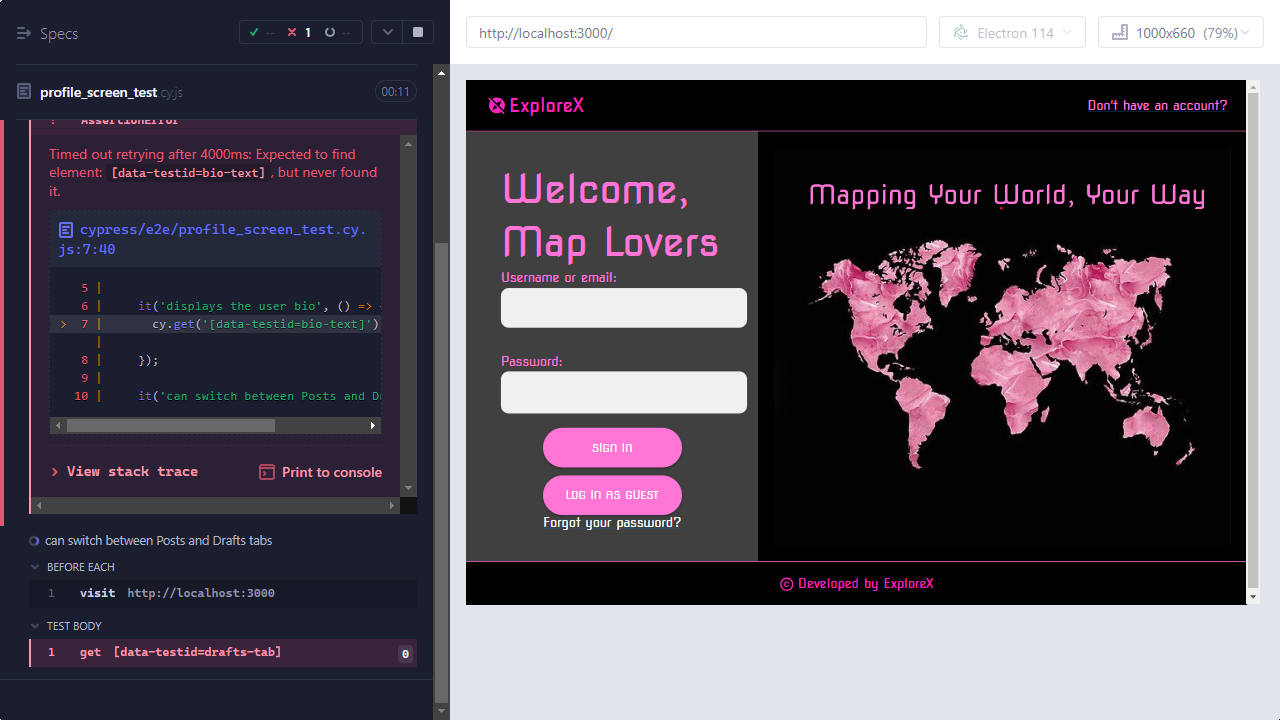 Specs
-- 1 --
profile_screen_test.cy.js 00:11
AssertionError
Timed out retrying after 4000ms: Expected to find
element: [data-testid=bio-text], but never found
it.
cypress/e2e/profile_screen_test.cy.
js:7:40
5 |
6 | it('displays the user bio', () =>
> 7 | cy.get('[data-testid=bio-text]')
|
8 | });
9 |
10 | it('can switch between Posts and D
> View stack trace Print to console
can switch between Posts and Drafts tabs
BEFORE EACH
1 visit http://localhost:3000
TEST BODY
1 get [data-testid=drafts-tab] 0
http://localhost:3000/
Electron 114
1000x660 (79%)
ExploreX
Don't have an account?
Welcome,
Map Lovers
Username or email:
Password:
SIGN IN
LOG IN AS GUEST
Forgot your password?
Mapping Your World, Your Way
© Developed by ExploreX